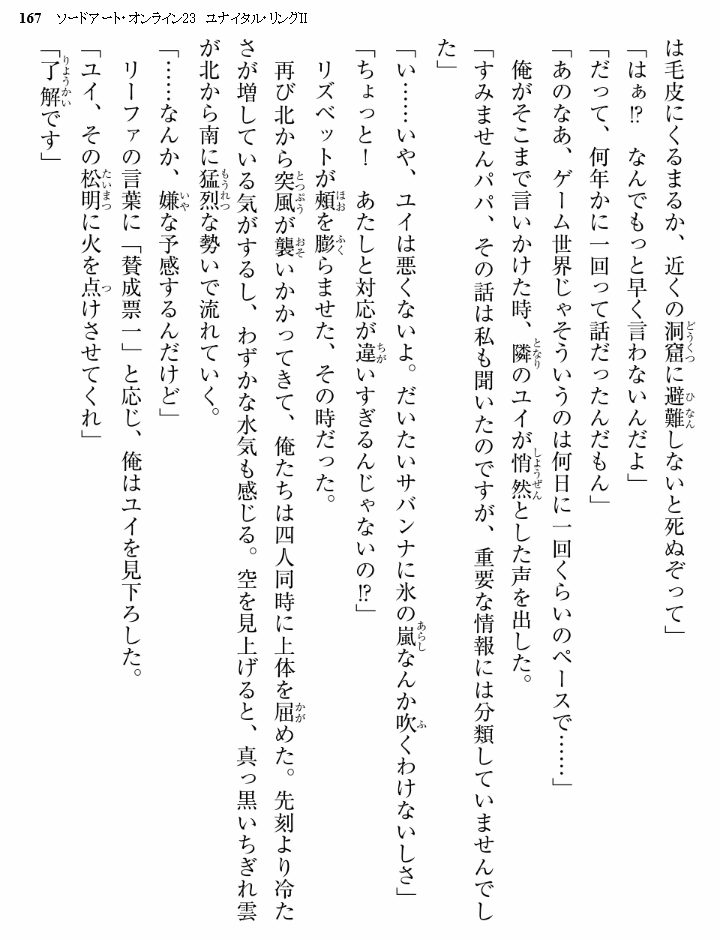 167　ソードアート・オンライン23　ユナイタル・リングII
は毛皮にくるまるか、近くの洞窟に避難しないと死ぬぞって」
「はぁ!?　なんでもっと早く言わないんだよ」
「だって、何年かに一回って話だったんだもん」
「あのなあ、ゲーム世界じゃそういうのは何日に一回くらいのペースで……」
　俺がそこまで言いかけた時、隣のユイが悄然とした声を出した。
「すみませんパパ、その話は私も聞いたのですが、重要な情報には分類していませんでし
た」
「い……いや、ユイは悪くないよ。だいたいサバンナに氷の嵐なんか吹くわけないしさ」
「ちょっと！　あたしと対応が違いすぎるんじゃないの!?」
　リズベットが頰を膨らませた、その時だった。
　再び北から突風が襲いかかってきて、俺たちは四人同時に上体を屈めた。先刻より冷た
さが増している気がするし、わずかな水気も感じる。空を見上げると、真っ黒いちぎれ雲
が北から南に猛烈な勢いで流れていく。
「……なんか、嫌な予感するんだけど」
　リーファの言葉に「賛成票一」と応じ、俺はユイを見下ろした。
「ユイ、その松明に火を点けさせてくれ」
「了解です」